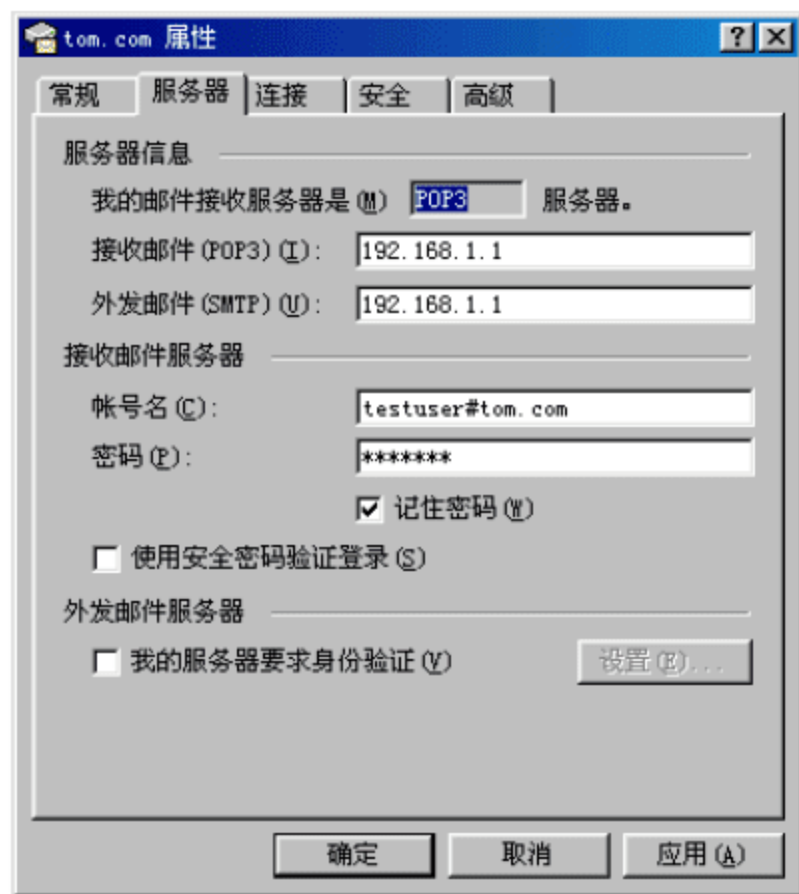 tom.com 属性
常规 服务器 连接 安全 高级
服务器信息
我的邮件接收服务器是(M) POP3 服务器。
接收邮件(POP3)(I): 192.168.1.1
外发邮件(SMTP)(U): 192.168.1.1
接收邮件服务器
帐号名(C): testuser#tom.com
密码(P): *******
记住密码(W)
使用安全密码验证登录(S)
外发邮件服务器
我的服务器要求身份验证(V) 设置(E)...
确定 取消 应用(A)